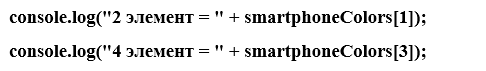 console.log("2 элемент = " + smartphoneColors[1]);
console.log("4 элемент = " + smartphoneColors[3]);